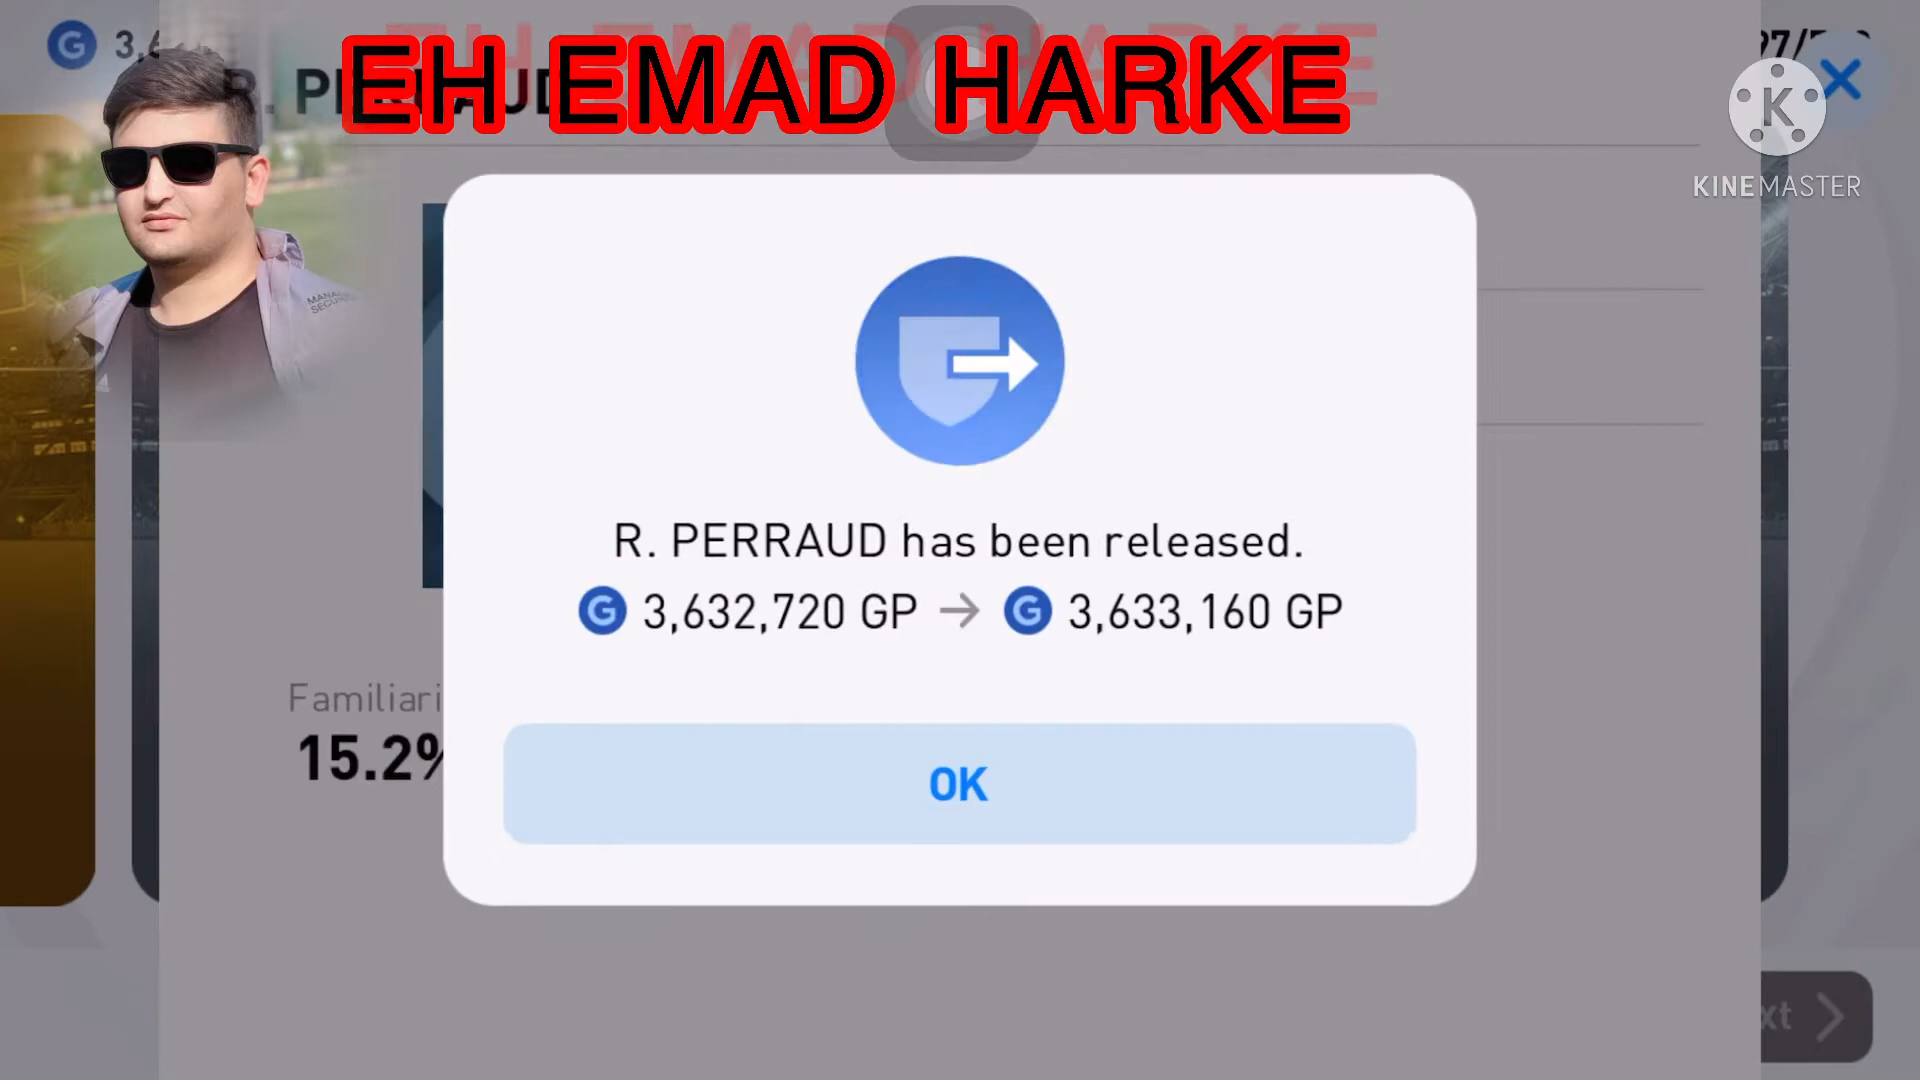 EH EMAD HARKE
KINEMASTER
R. PERRAUD has been released.
3,632,720 GP → 3,633,160 GP
Familiari
15.2%
OK